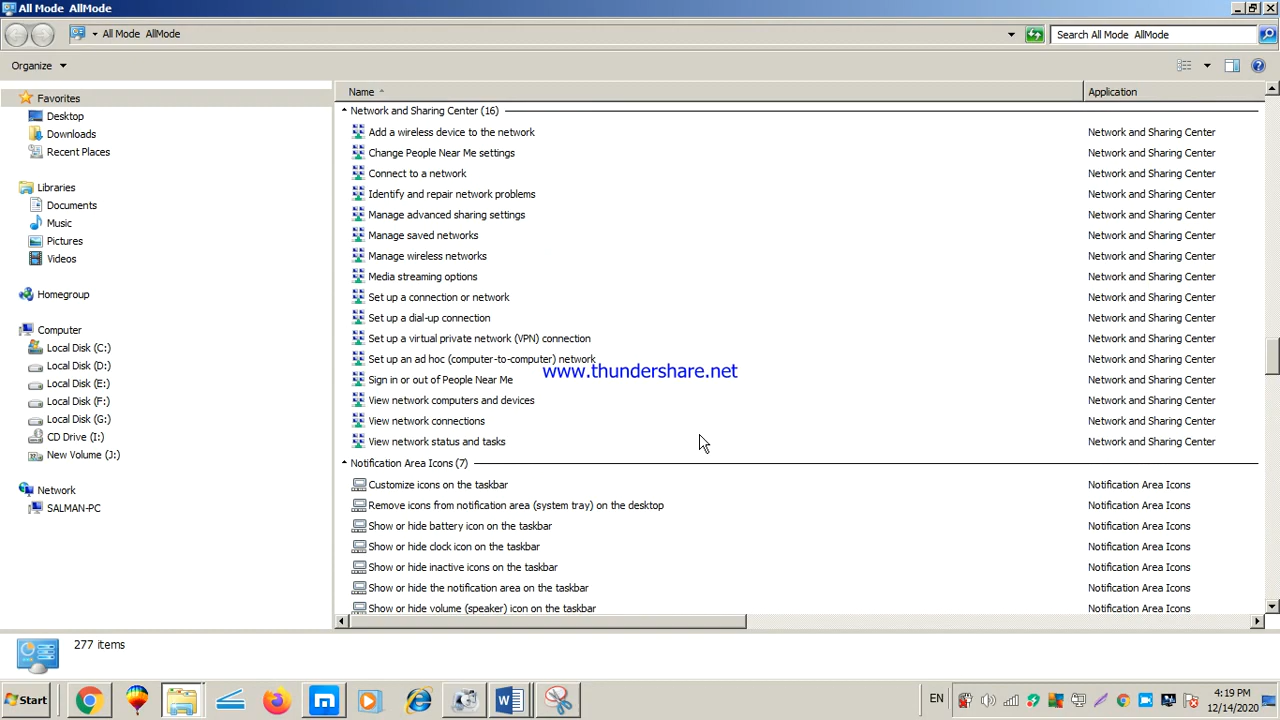 All Mode  AllMode
All Mode  AllMode
Search All Mode  AllMode
Organize
Favorites
Desktop
Downloads
Recent Places
Libraries
Documents
Music
Pictures
Videos
Homegroup
Computer
Local Disk (C:)
Local Disk (D:)
Local Disk (E:)
Local Disk (F:)
Local Disk (G:)
CD Drive (I:)
New Volume (J:)
Network
SALMAN-PC
Name Application
Network and Sharing Center (16)
Add a wireless device to the network Network and Sharing Center
Change People Near Me settings Network and Sharing Center
Connect to a network Network and Sharing Center
Identify and repair network problems Network and Sharing Center
Manage advanced sharing settings Network and Sharing Center
Manage saved networks Network and Sharing Center
Manage wireless networks Network and Sharing Center
Media streaming options Network and Sharing Center
Set up a connection or network Network and Sharing Center
Set up a dial-up connection Network and Sharing Center
Set up a virtual private network (VPN) connection Network and Sharing Center
Set up an ad hoc (computer-to-computer) network Network and Sharing Center
www.thundershare.net
Sign in or out of People Near Me Network and Sharing Center
View network computers and devices Network and Sharing Center
View network connections Network and Sharing Center
View network status and tasks Network and Sharing Center
Notification Area Icons (7)
Customize icons on the taskbar Notification Area Icons
Remove icons from notification area (system tray) on the desktop Notification Area Icons
Show or hide battery icon on the taskbar Notification Area Icons
Show or hide clock icon on the taskbar Notification Area Icons
Show or hide inactive icons on the taskbar Notification Area Icons
Show or hide the notification area on the taskbar Notification Area Icons
Show or hide volume (speaker) icon on the taskbar Notification Area Icons
277 items
Start
EN
4:19 PM
12/14/2020